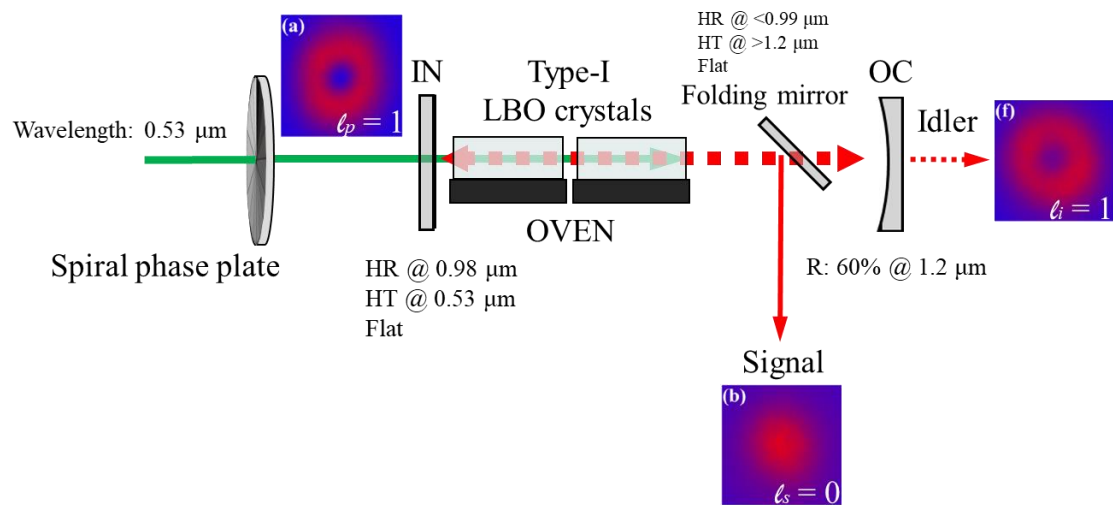 (a)
ℓp = 1
Wavelength: 0.53 μm
Spiral phase plate
IN
HR @ 0.98 μm
HT @ 0.53 μm
Flat
Type-I
LBO crystals
OVEN
HR @ <0.99 μm
HT @ >1.2 μm
Flat
Folding mirror
OC
R: 60% @ 1.2 μm
Idler
(f)
ℓi = 1
Signal
(b)
ℓs = 0